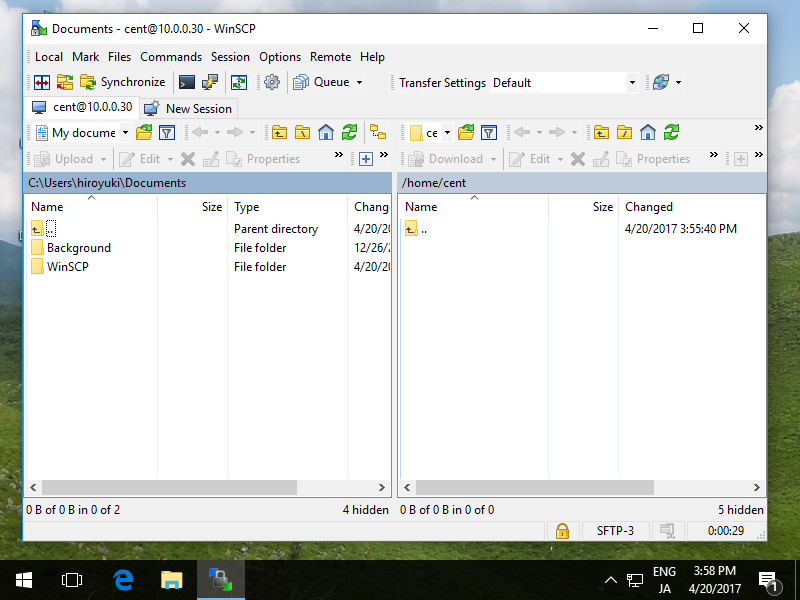 Documents - cent@10.0.0.30 - WinSCP
Local Mark Files Commands Session Options Remote Help
Synchronize Queue Transfer Settings Default
cent@10.0.0.30 New Session
My docume ce
Upload Edit Properties » » Download Edit Properties » »
C:\Users\hiroyuki\Documents /home/cent
Name Size Type Chang Name Size Changed
.. Parent directory 4/20/20 .. 4/20/2017 3:55:40 PM
Background File folder 12/26/2
WinSCP File folder 4/20/20
0 B of 0 B in 0 of 2 4 hidden 0 B of 0 B in 0 of 0 5 hidden
SFTP-3 0:00:29
ENG 3:58 PM
JA 4/20/2017 1